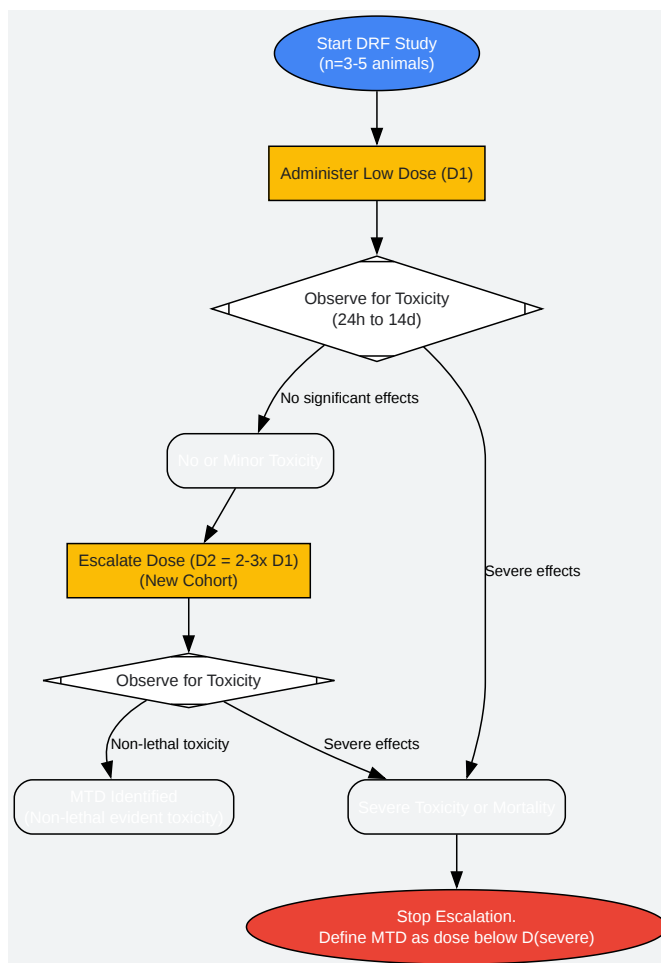 Start DRF Study
(n=3-5 animals)
Administer Low Dose (D1)
Observe for Toxicity
(24h to 14d)
No significant effects
No or Minor Toxicity
Escalate Dose (D2 = 2-3x D1)
(New Cohort)
Severe effects
Observe for Toxicity
Non-lethal toxicity
Severe effects
MTD Identified
(Non-lethal evident toxicity)
Severe Toxicity or Mortality
Stop Escalation.
Define MTD as dose below D(severe)